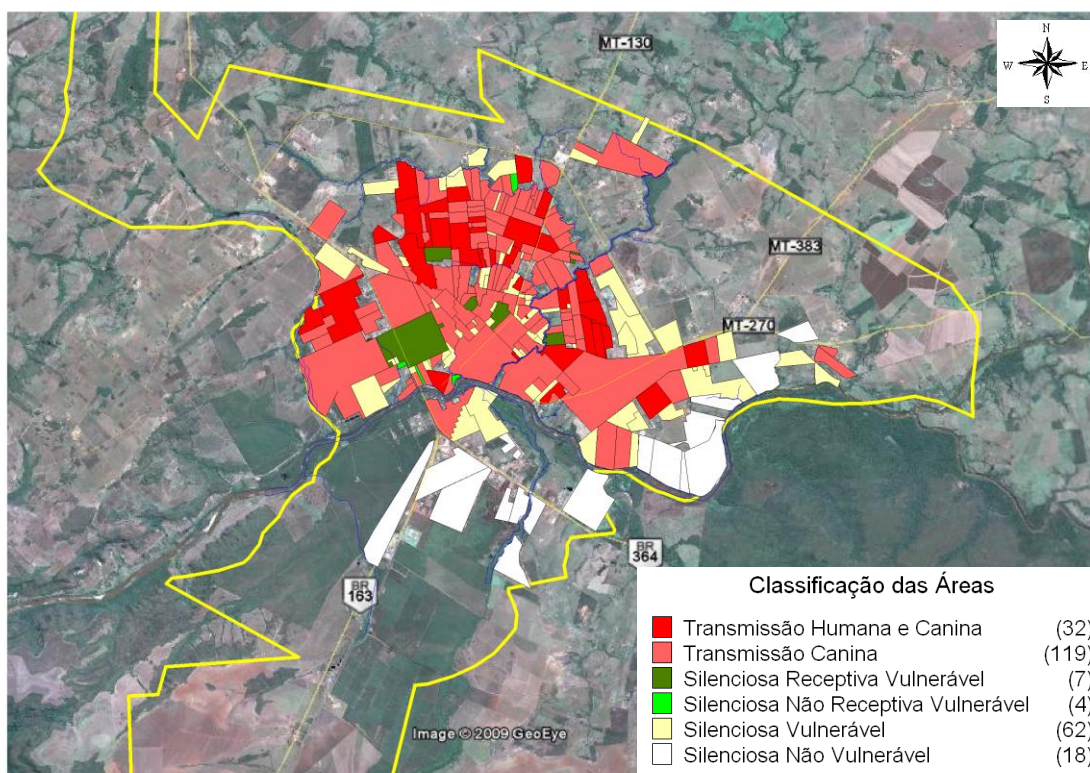 MT-130
N
W E
S
MT-383
MT-270
BR
364
BR
163
Image © 2009 GeoEye
Classificação das Áreas
Transmissão Humana e Canina (32)
Transmissão Canina (119)
Silenciosa Receptiva Vulnerável (7)
Silenciosa Não Receptiva Vulnerável (4)
Silenciosa Vulnerável (62)
Silenciosa Não Vulnerável (18)